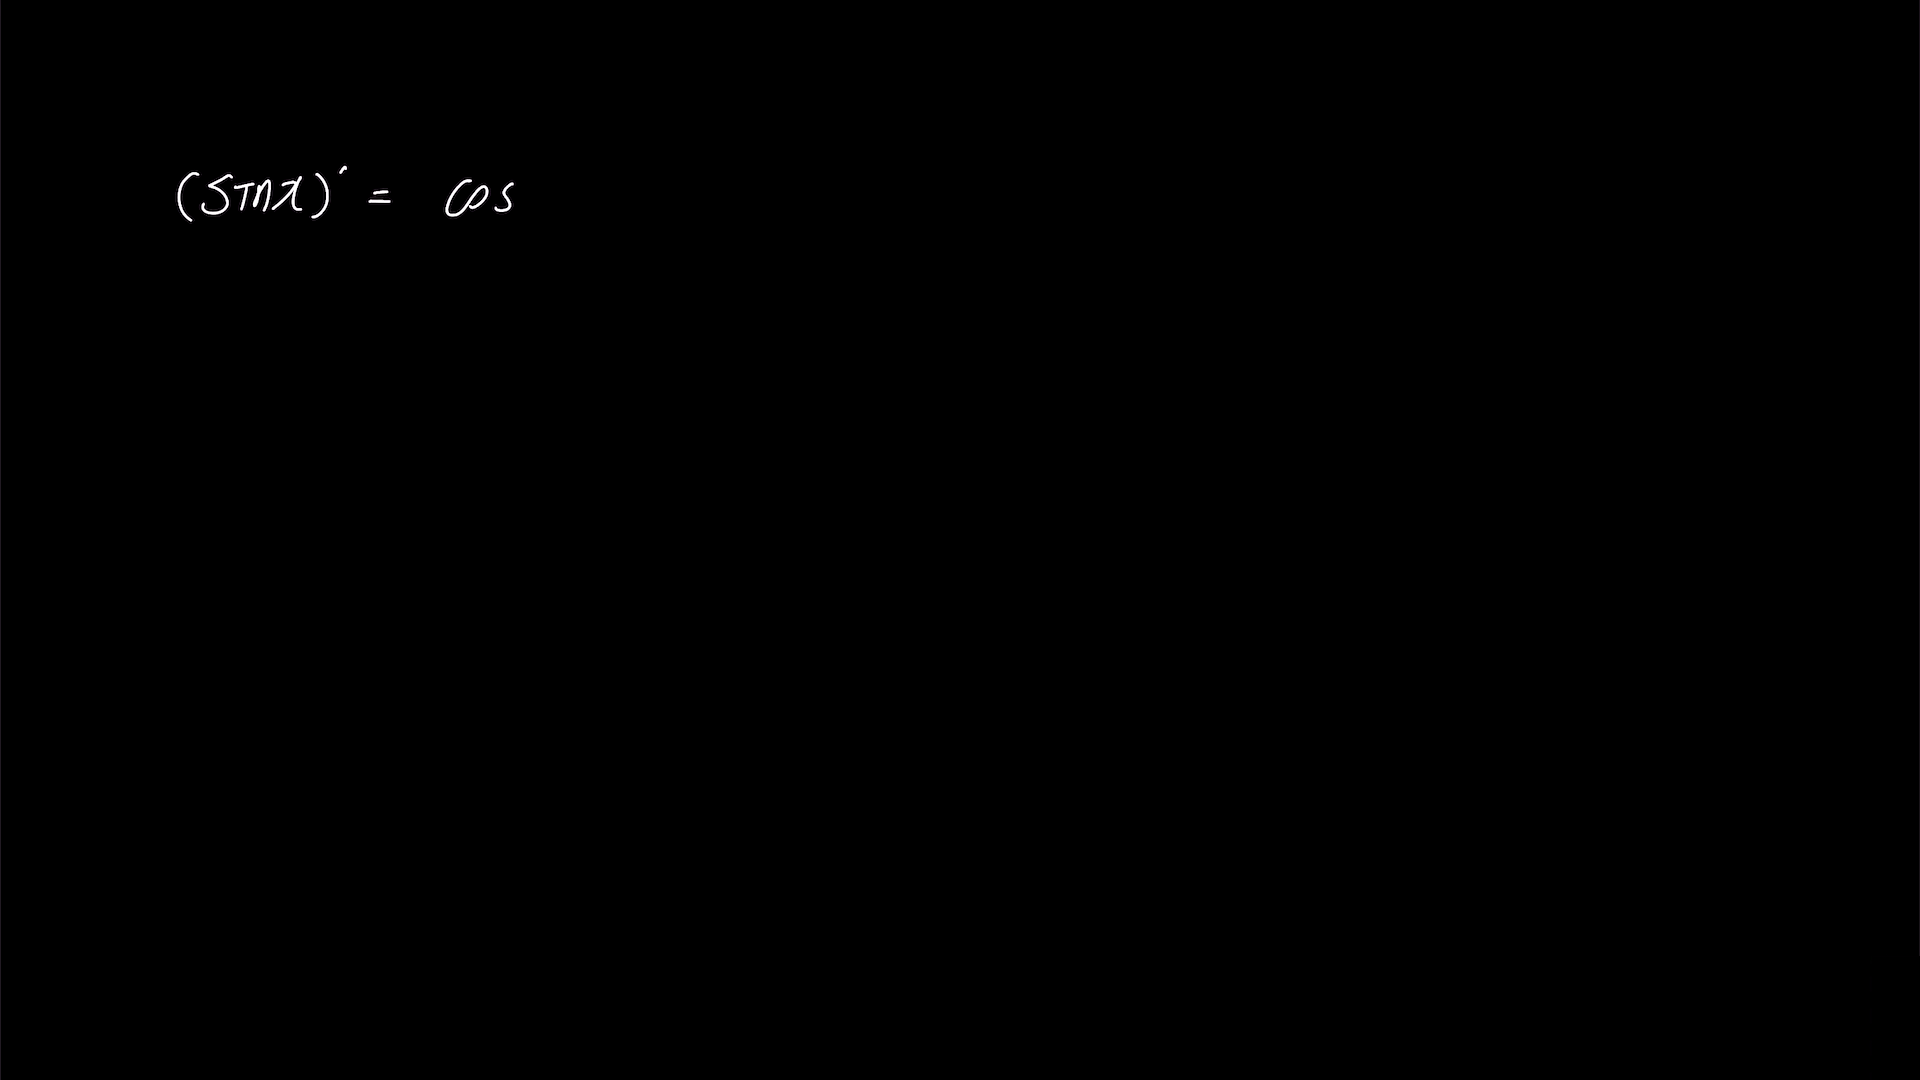 (sinx)' = cos